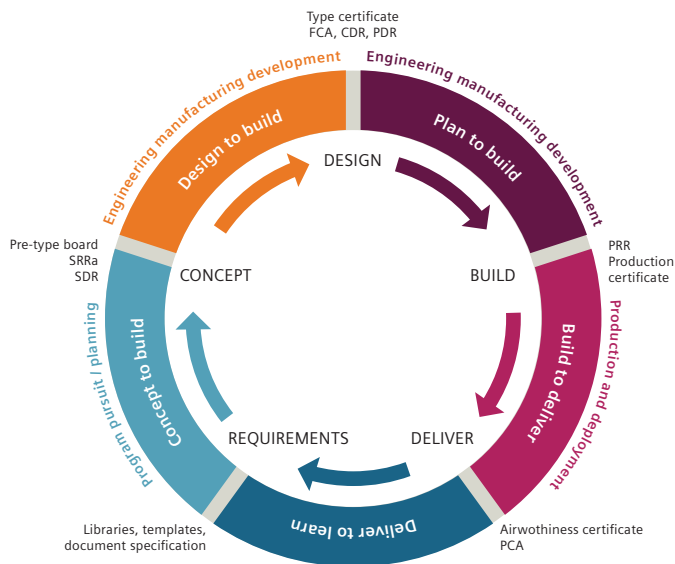 Type certificate
FCA, CDR, PDR
Engineering manufacturing development
Engineering manufacturing development
Design to build
Plan to build
DESIGN
Pre-type board
SRRa
SDR
CONCEPT
BUILD
PRR
Production
certificate
Program pursuit / planning
Concept to build
Build to deliver
Production and deployment
REQUIREMENTS
DELIVER
Libraries, templates,
document specification
Deliver to learn
Airwothiness certificate
PCA